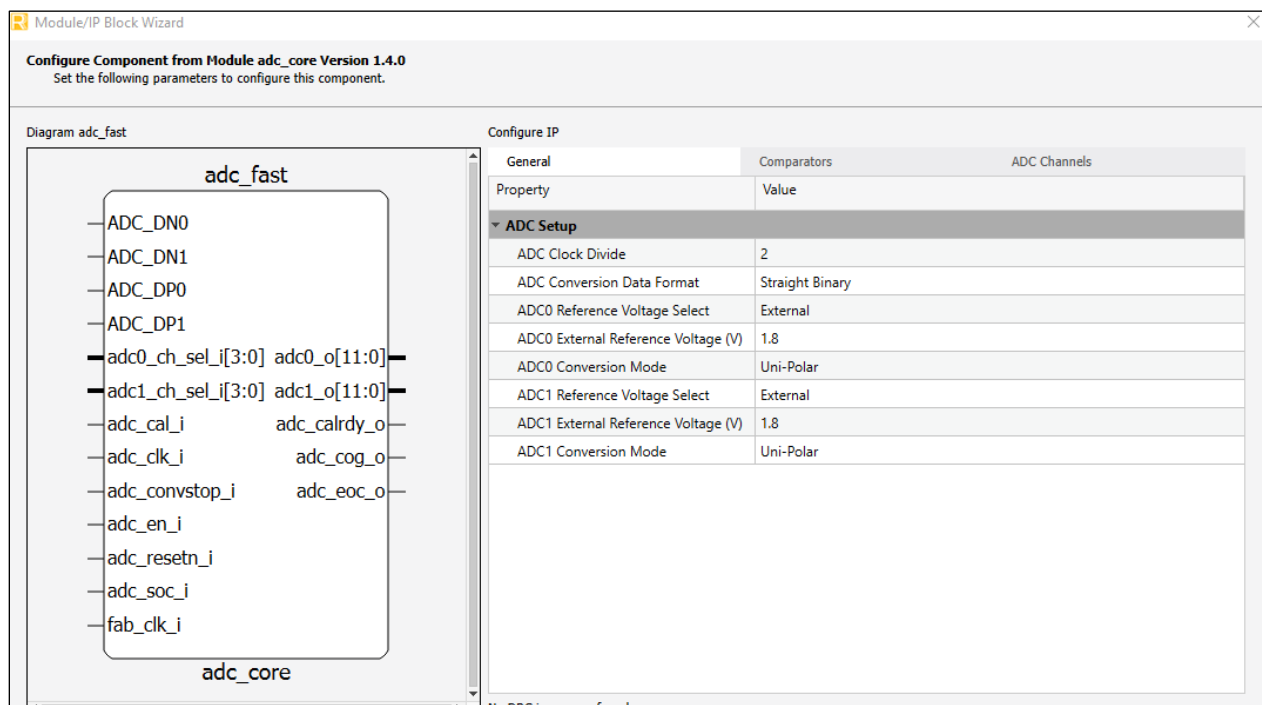 Module/IP Block Wizard
Configure Component from Module adc_core Version 1.4.0
Set the following parameters to configure this component.
Diagram adc_fast
adc_fast
ADC_DN0
ADC_DN1
ADC_DP0
ADC_DP1
adc0_ch_sel_i[3:0] adc0_o[11:0]
adc1_ch_sel_i[3:0] adc1_o[11:0]
adc_cal_i adc_calrdy_o
adc_clk_i adc_cog_o
adc_convstop_i adc_eoc_o
adc_en_i
adc_resetn_i
adc_soc_i
fab_clk_i
adc_core
Configure IP
General Comparators ADC Channels
Property Value
ADC Setup
ADC Clock Divide 2
ADC Conversion Data Format Straight Binary
ADC0 Reference Voltage Select External
ADC0 External Reference Voltage (V) 1.8
ADC0 Conversion Mode Uni-Polar
ADC1 Reference Voltage Select External
ADC1 External Reference Voltage (V) 1.8
ADC1 Conversion Mode Uni-Polar